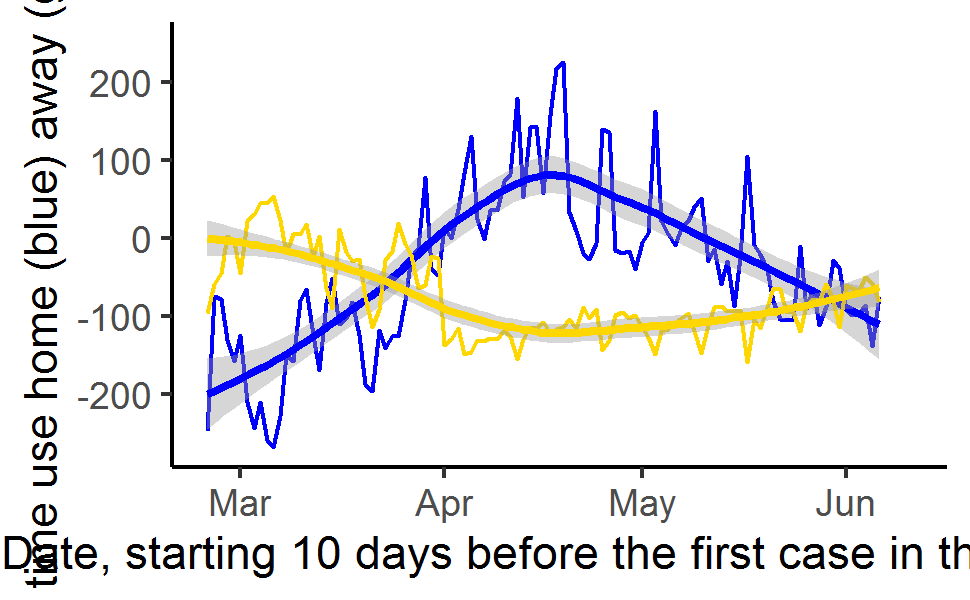 time use home (blue) away (
200
100
0
-100
-200
Mar Apr May Jun
Date, starting 10 days before the first case in th